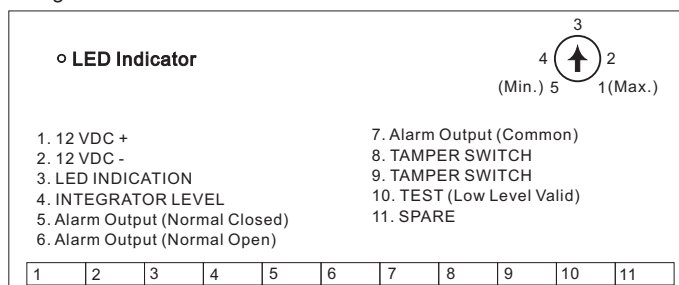 3
LED Indicator
4 2
(Min.) 5 1(Max.)
1. 12 VDC +
2. 12 VDC -
3. LED INDICATION
4. INTEGRATOR LEVEL
5. Alarm Output (Normal Closed)
6. Alarm Output (Normal Open)
7. Alarm Output (Common)
8. TAMPER SWITCH
9. TAMPER SWITCH
10. TEST (Low Level Valid)
11. SPARE
1 2 3 4 5 6 7 8 9 10 11